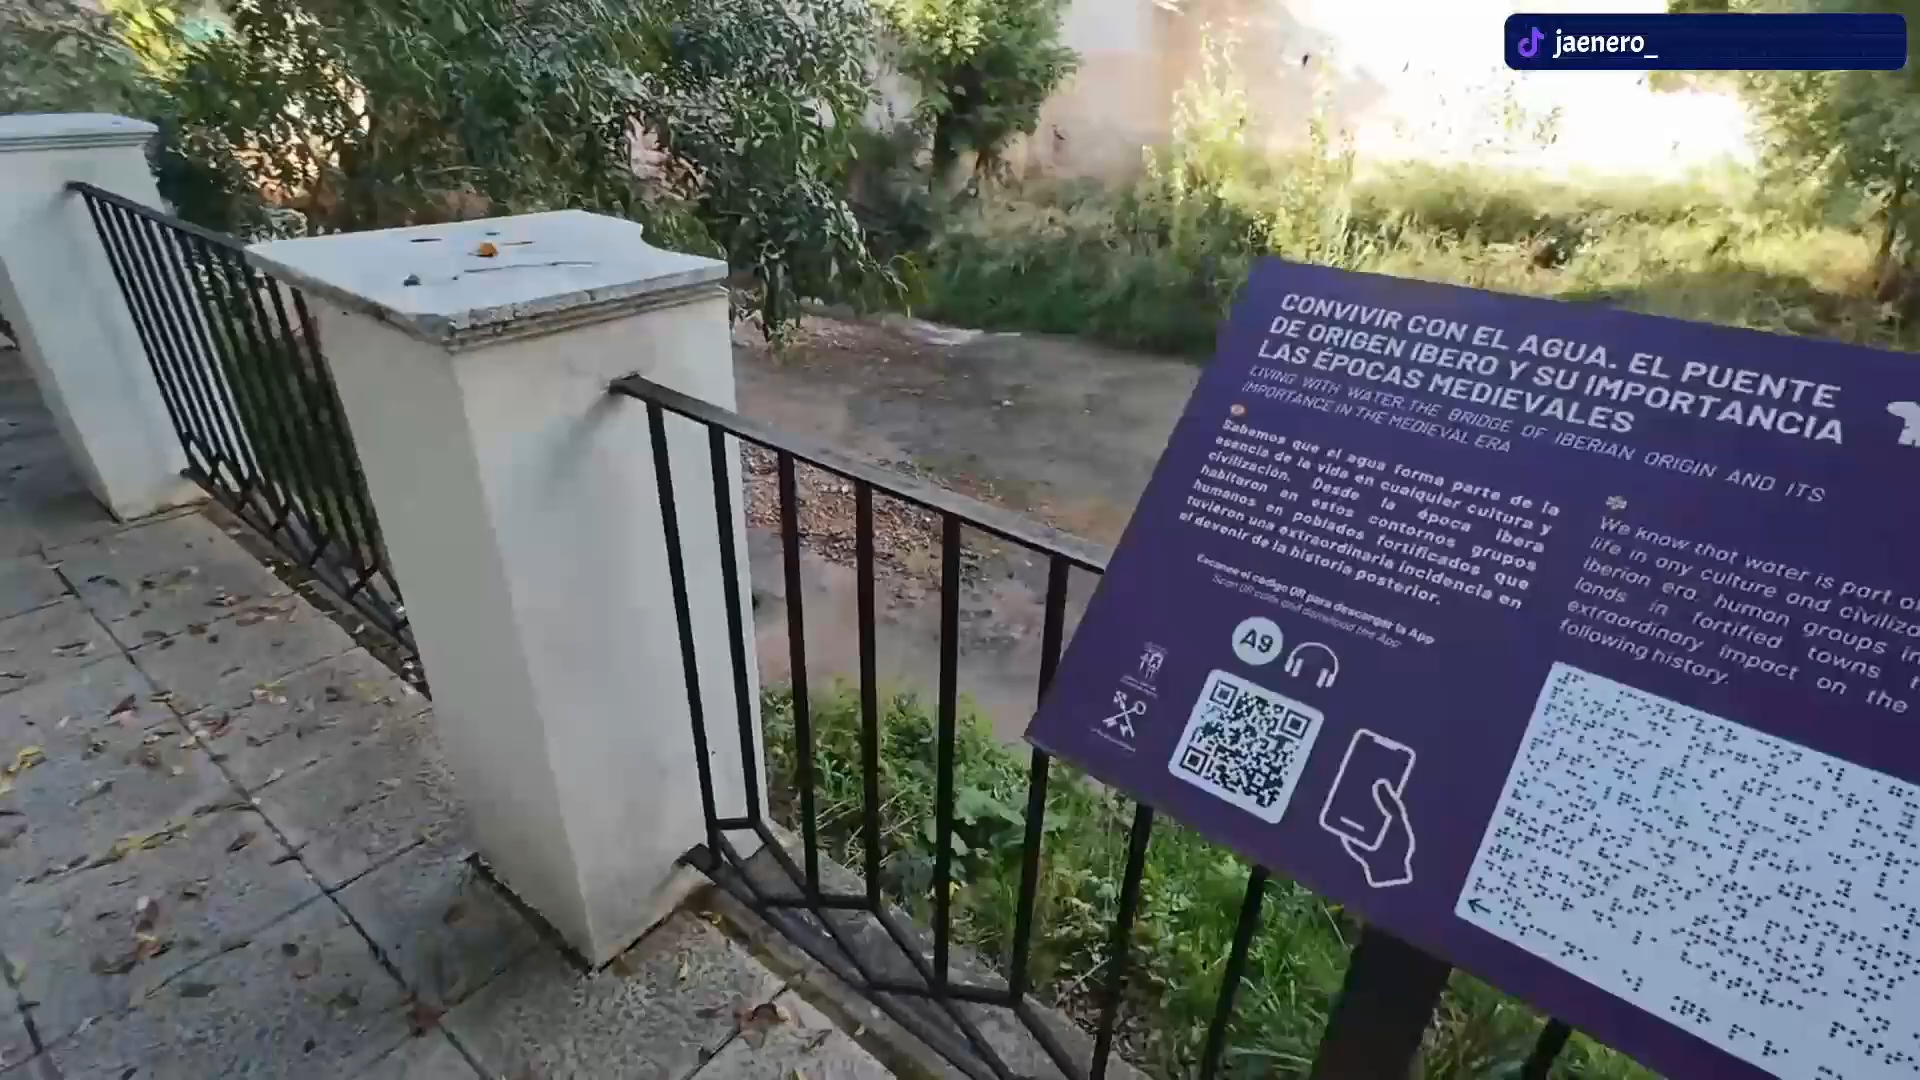 jaenero_
CONVIVIR CON EL AGUA. EL PUENTE
DE ORIGEN IBERO Y SU IMPORTANCIA
LAS ÉPOCAS MEDIEVALES
LIVING WITH WATER.THE BRIDGE OF IBERIAN ORIGIN AND ITS
IMPORTANCE IN THE MEDIEVAL ERA
Sabemos que el agua forma parte de la
esencia de la vida en cualquier cultura y
civilización. Desde la época ibera
habitaron en estos contornos grupos
humanos en poblados fortificados que
tuvieron una extraordinaria incidencia en
el devenir de la historia posterior.
We know that water is part
life in any culture and
Iberian era, human groups
lands in fortified towns
extraordinary impact on the
following history.
Escanee el código QR para descargar la App
Scan QR code and download the App
A9